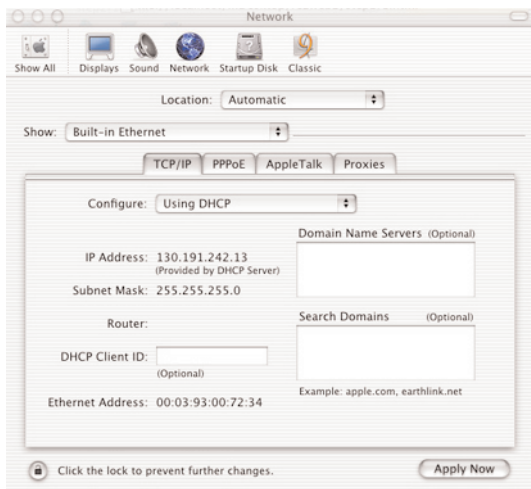 Network
Show All Displays Sound Network Startup Disk Classic
Location: Automatic
Show: Built-in Ethernet
TCP/IP PPPoE AppleTalk Proxies
Configure: Using DHCP
Domain Name Servers (Optional)
IP Address: 130.191.242.13
(Provided by DHCP Server)
Subnet Mask: 255.255.255.0
Router:
Search Domains (Optional)
DHCP Client ID:
(Optional)
Example: apple.com, earthlink.net
Ethernet Address: 00:03:93:00:72:34
Click the lock to prevent further changes.
Apply Now